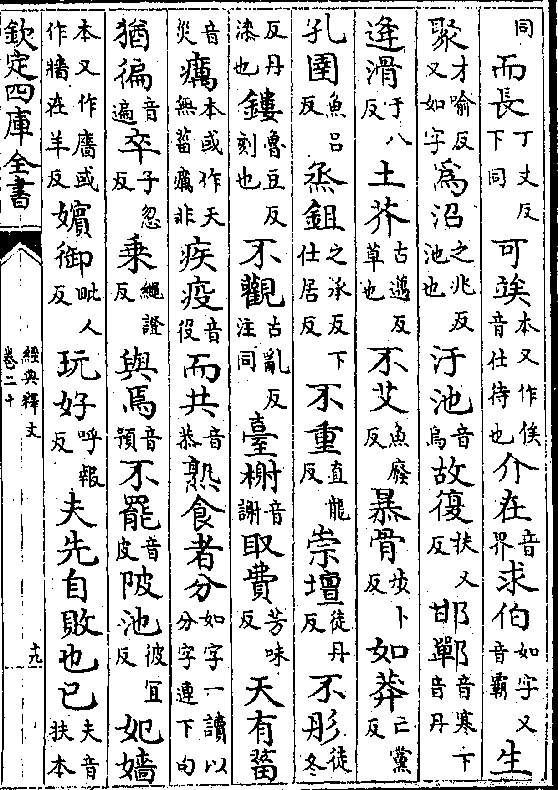 同而長丁丈反下同可竢本又作俟音仕待也介在音界求伯如字又音霸生
聚才喻反又如字為沼之兆反池也汙池音烏故復扶又反邯鄲音寒下音丹
逢滑于八反土芥古邁反草也不艾魚廢反暴骨步卜反如莽亡黨反
孔圉魚呂反烝鉏之承反下仕居反不重直龍反崇壇徒丹反不彤徒冬
反丹漆也鏤魯豆反刻也不觀古亂反注同臺榭音謝取費芳味反天有菑
音災癘本或作天無菑癘非疾疫音役而共音恭熟食者分如字一讀以分字連下句
猶徧音遍卒子忽反乘繩證反與焉音預不罷音皮陂池彼宜反妃嬙
本又作廧或作牆在羊反嬪御毗人反玩好呼報反夫先自敗也已夫音扶本
欽定四庫全書
經典釋文
卷二十
十九